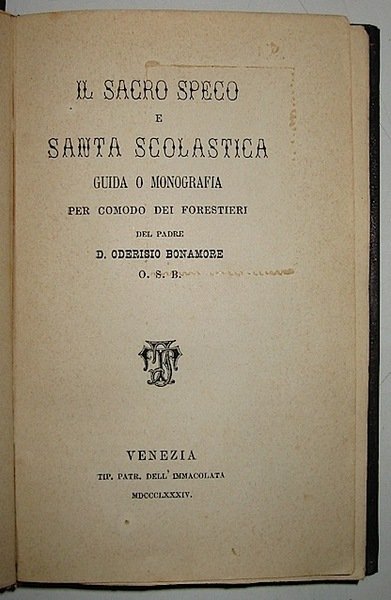 IL SACRO SPECO
E
SANTA SCOLASTICA
GUIDA O MONOGRAFIA
PER COMODO DEI FORESTIERI
DEL PADRE
D. ODERISIO BONAMORE
O. S. B.
VENEZIA
TIP. PATR. DELL' IMMACOLATA
MDCCCLXXXIV.